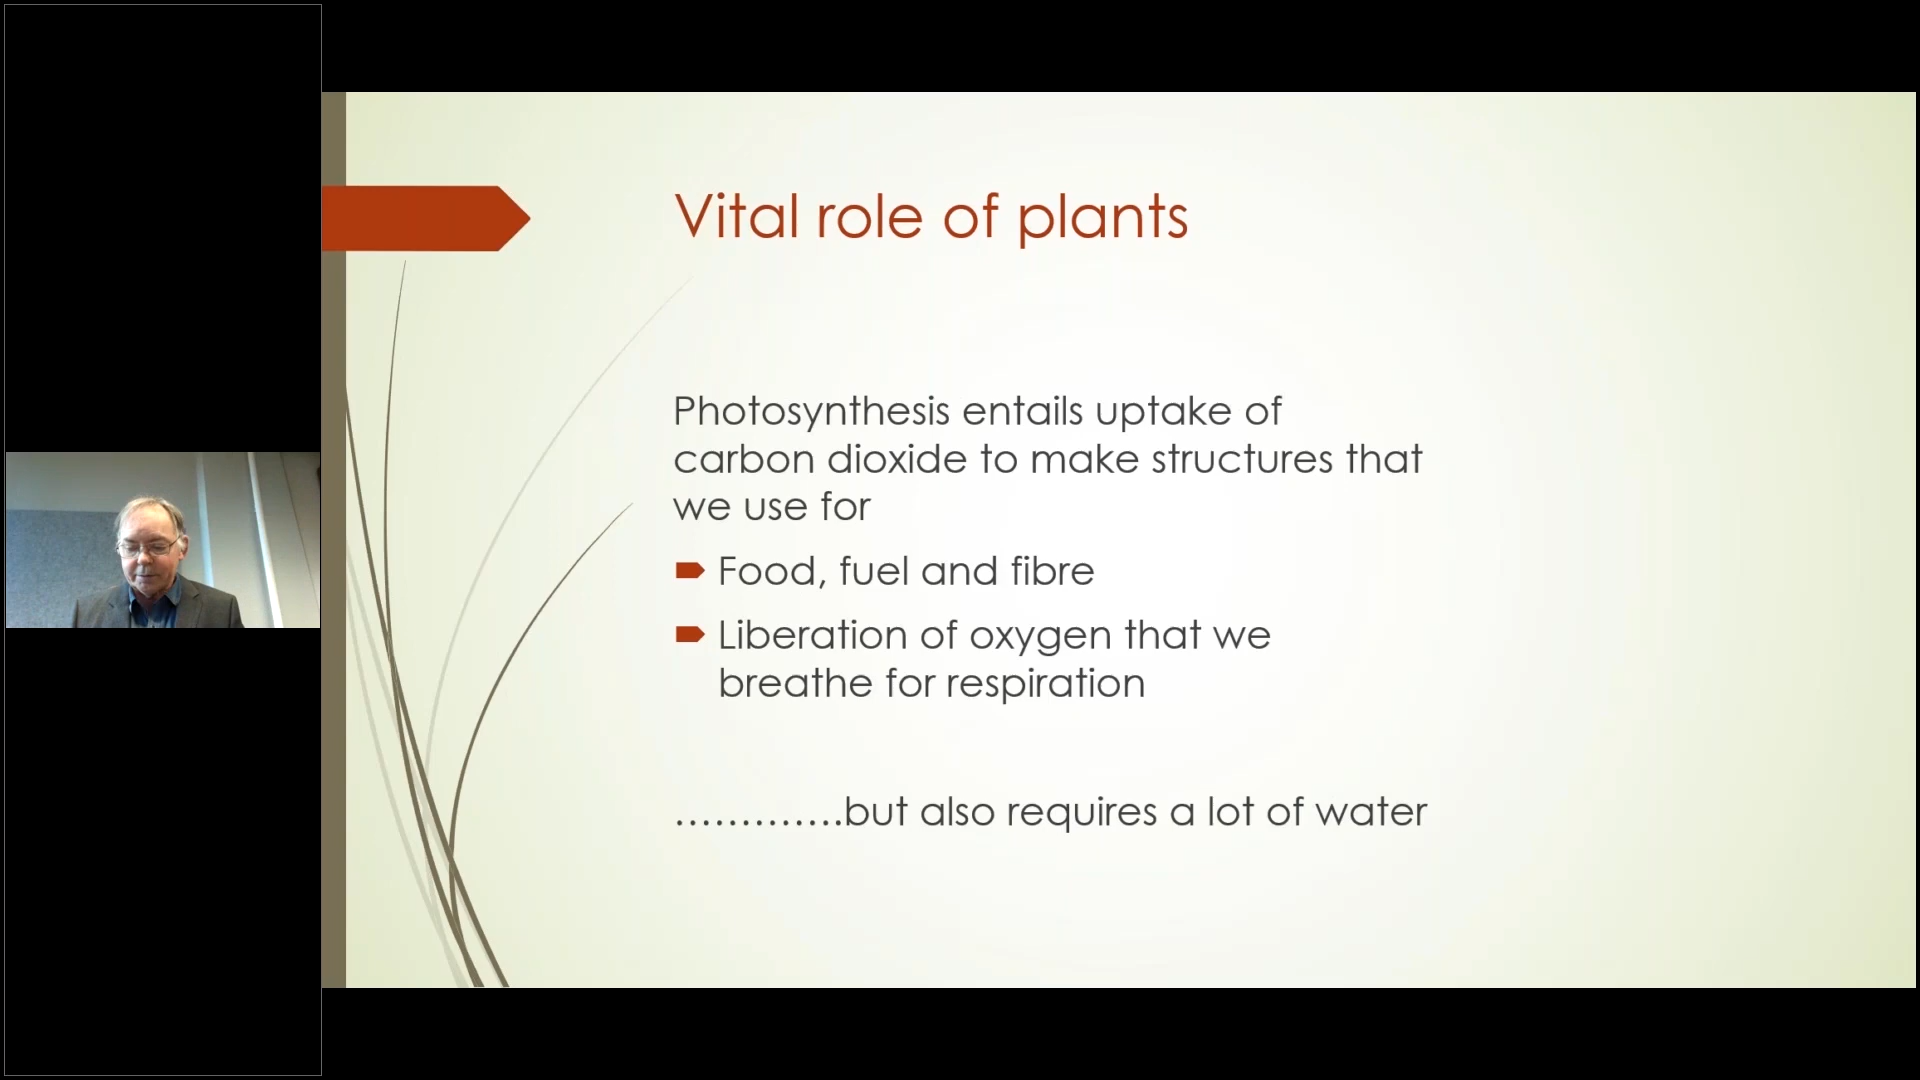 Vital role of plants
Photosynthesis entails uptake of
carbon dioxide to make structures that
we use for
Food, fuel and fibre
Liberation of oxygen that we
breathe for respiration
.............but also requires a lot of water